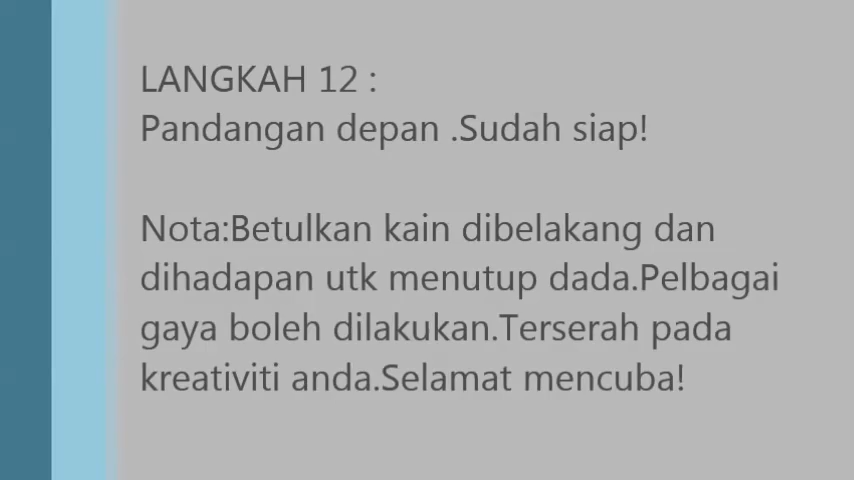 LANGKAH 12 :
Pandangan depan .Sudah siap!
Nota:Betulkan kain dibelakang dan
dihadapan utk menutup dada.Pelbagai
gaya boleh dilakukan.Terserah pada
kreativiti anda.Selamat mencuba!